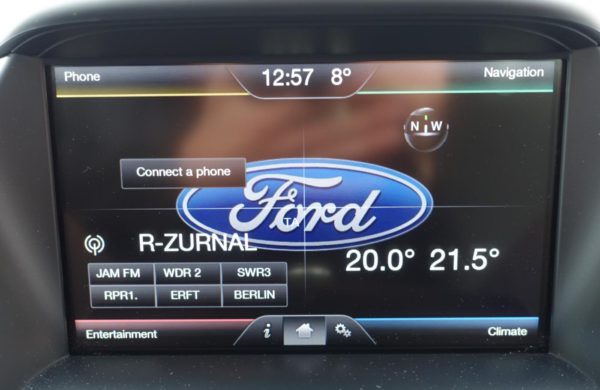 Phone
12:57 8°
Navigation
N W
Connect a phone
Ford
R-ZURNAL
20.0° 21.5°
JAM FM WDR 2 SWR3
RPR1. ERFT BERLIN
Entertainment
i
Climate